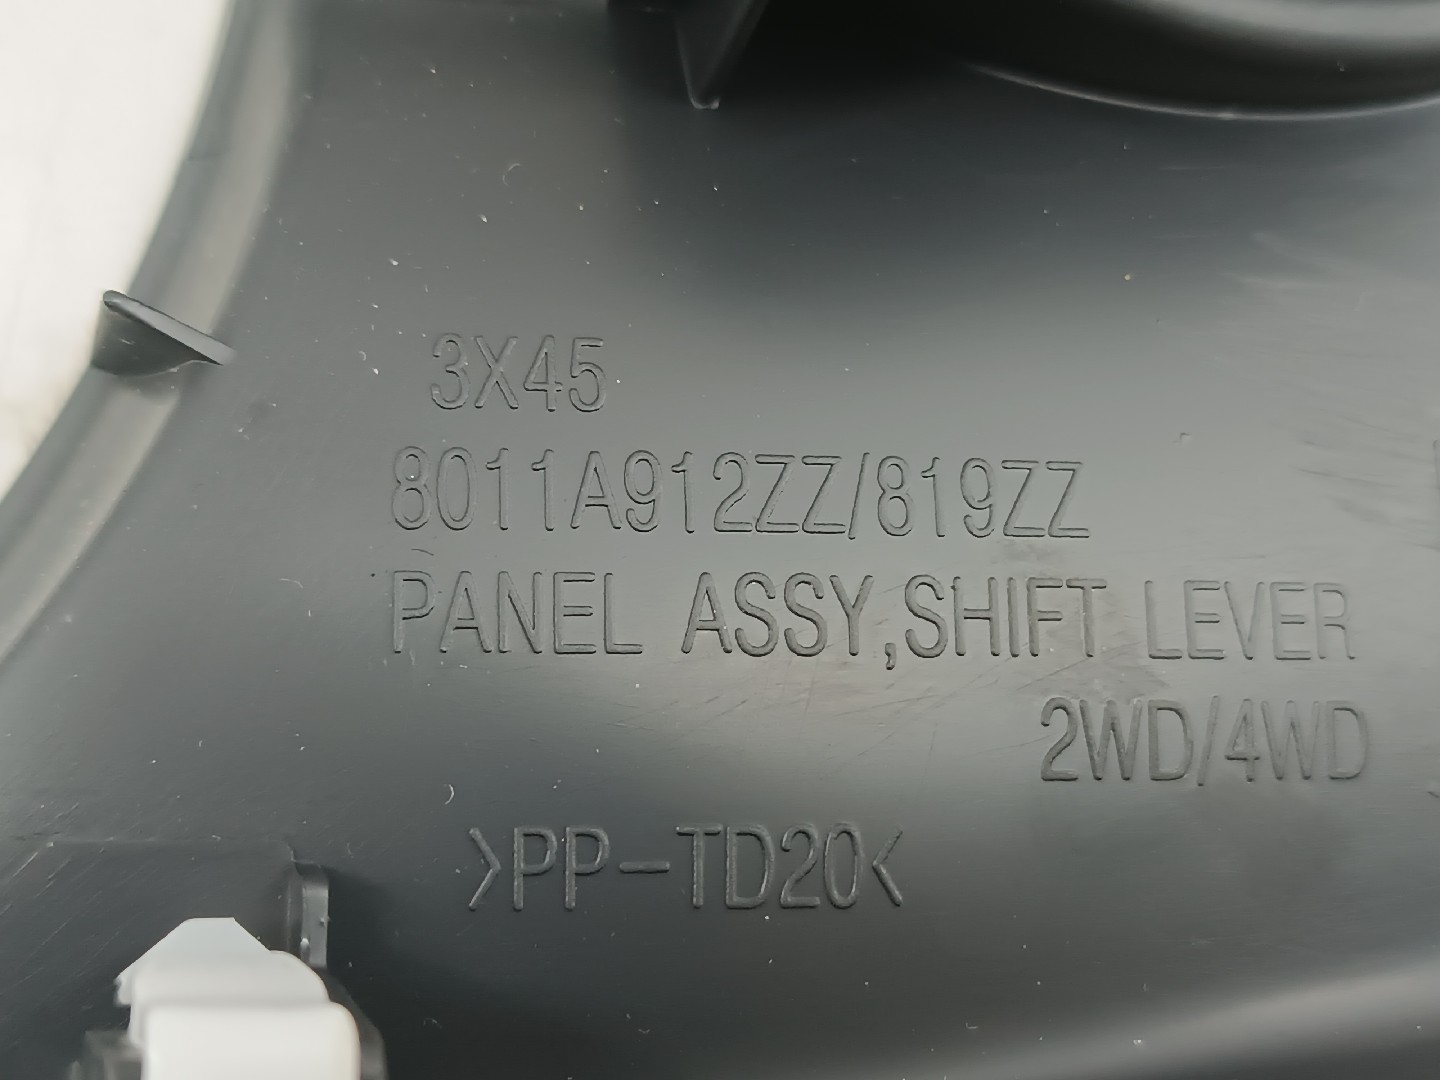 3X45
8011A912ZZ/819ZZ
PANEL ASSY,SHIFT LEVER
2WD/4WD
>PP-TD20<